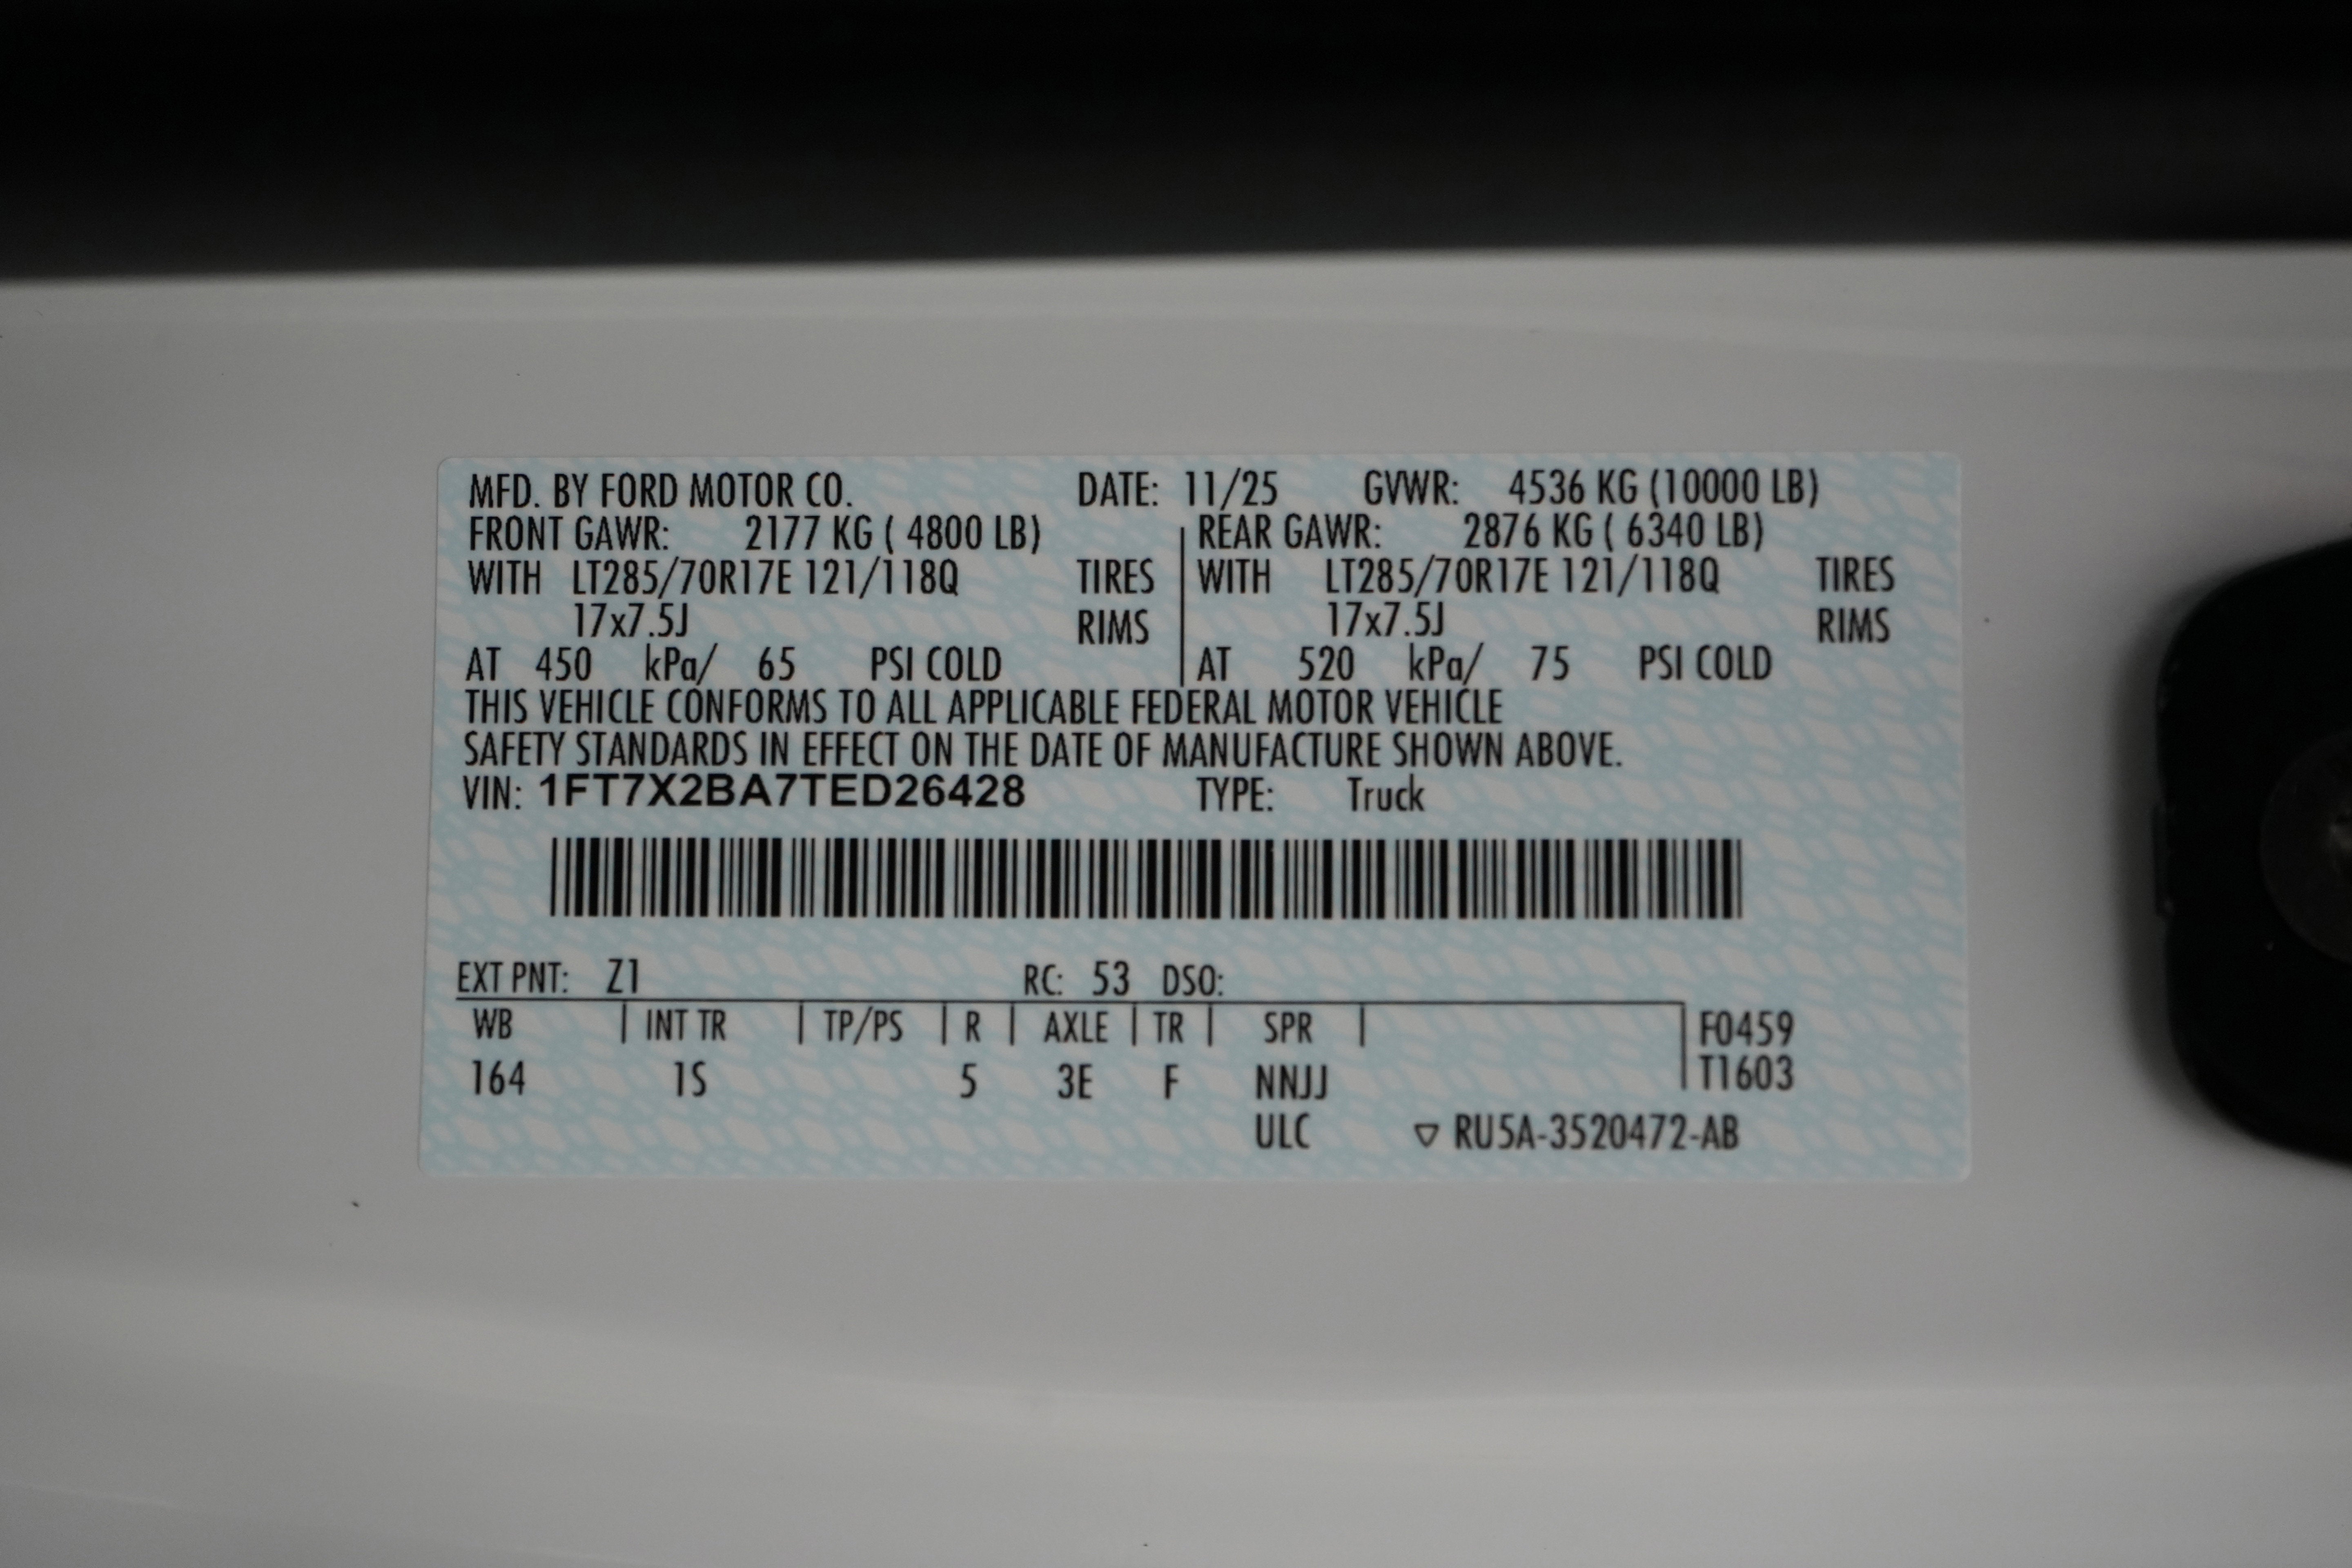 MFD. BY FORD MOTOR CO. DATE: 11/25 GVWR: 4536 KG (10000 LB)
FRONT GAWR: 2177 KG ( 4800 LB) REAR GAWR: 2876 KG ( 6340 LB)
WITH LT285/70R17E 121/118Q TIRES WITH LT285/70R17E 121/118Q TIRES
17x7.5J RIMS 17x7.5J RIMS
AT 450 kPa/ 65 PSI COLD AT 520 kPa/ 75 PSI COLD
THIS VEHICLE CONFORMS TO ALL APPLICABLE FEDERAL MOTOR VEHICLE
SAFETY STANDARDS IN EFFECT ON THE DATE OF MANUFACTURE SHOWN ABOVE.
VIN: 1FT7X2BA7TED26428 TYPE: Truck
EXT PNT: Z1 RC: 53 DSO:
WB | INT TR | TP/PS | R | AXLE | TR | SPR | F0459
164 1S 5 3E F NNJJ T1603
ULC ▽ RU5A-3520472-AB